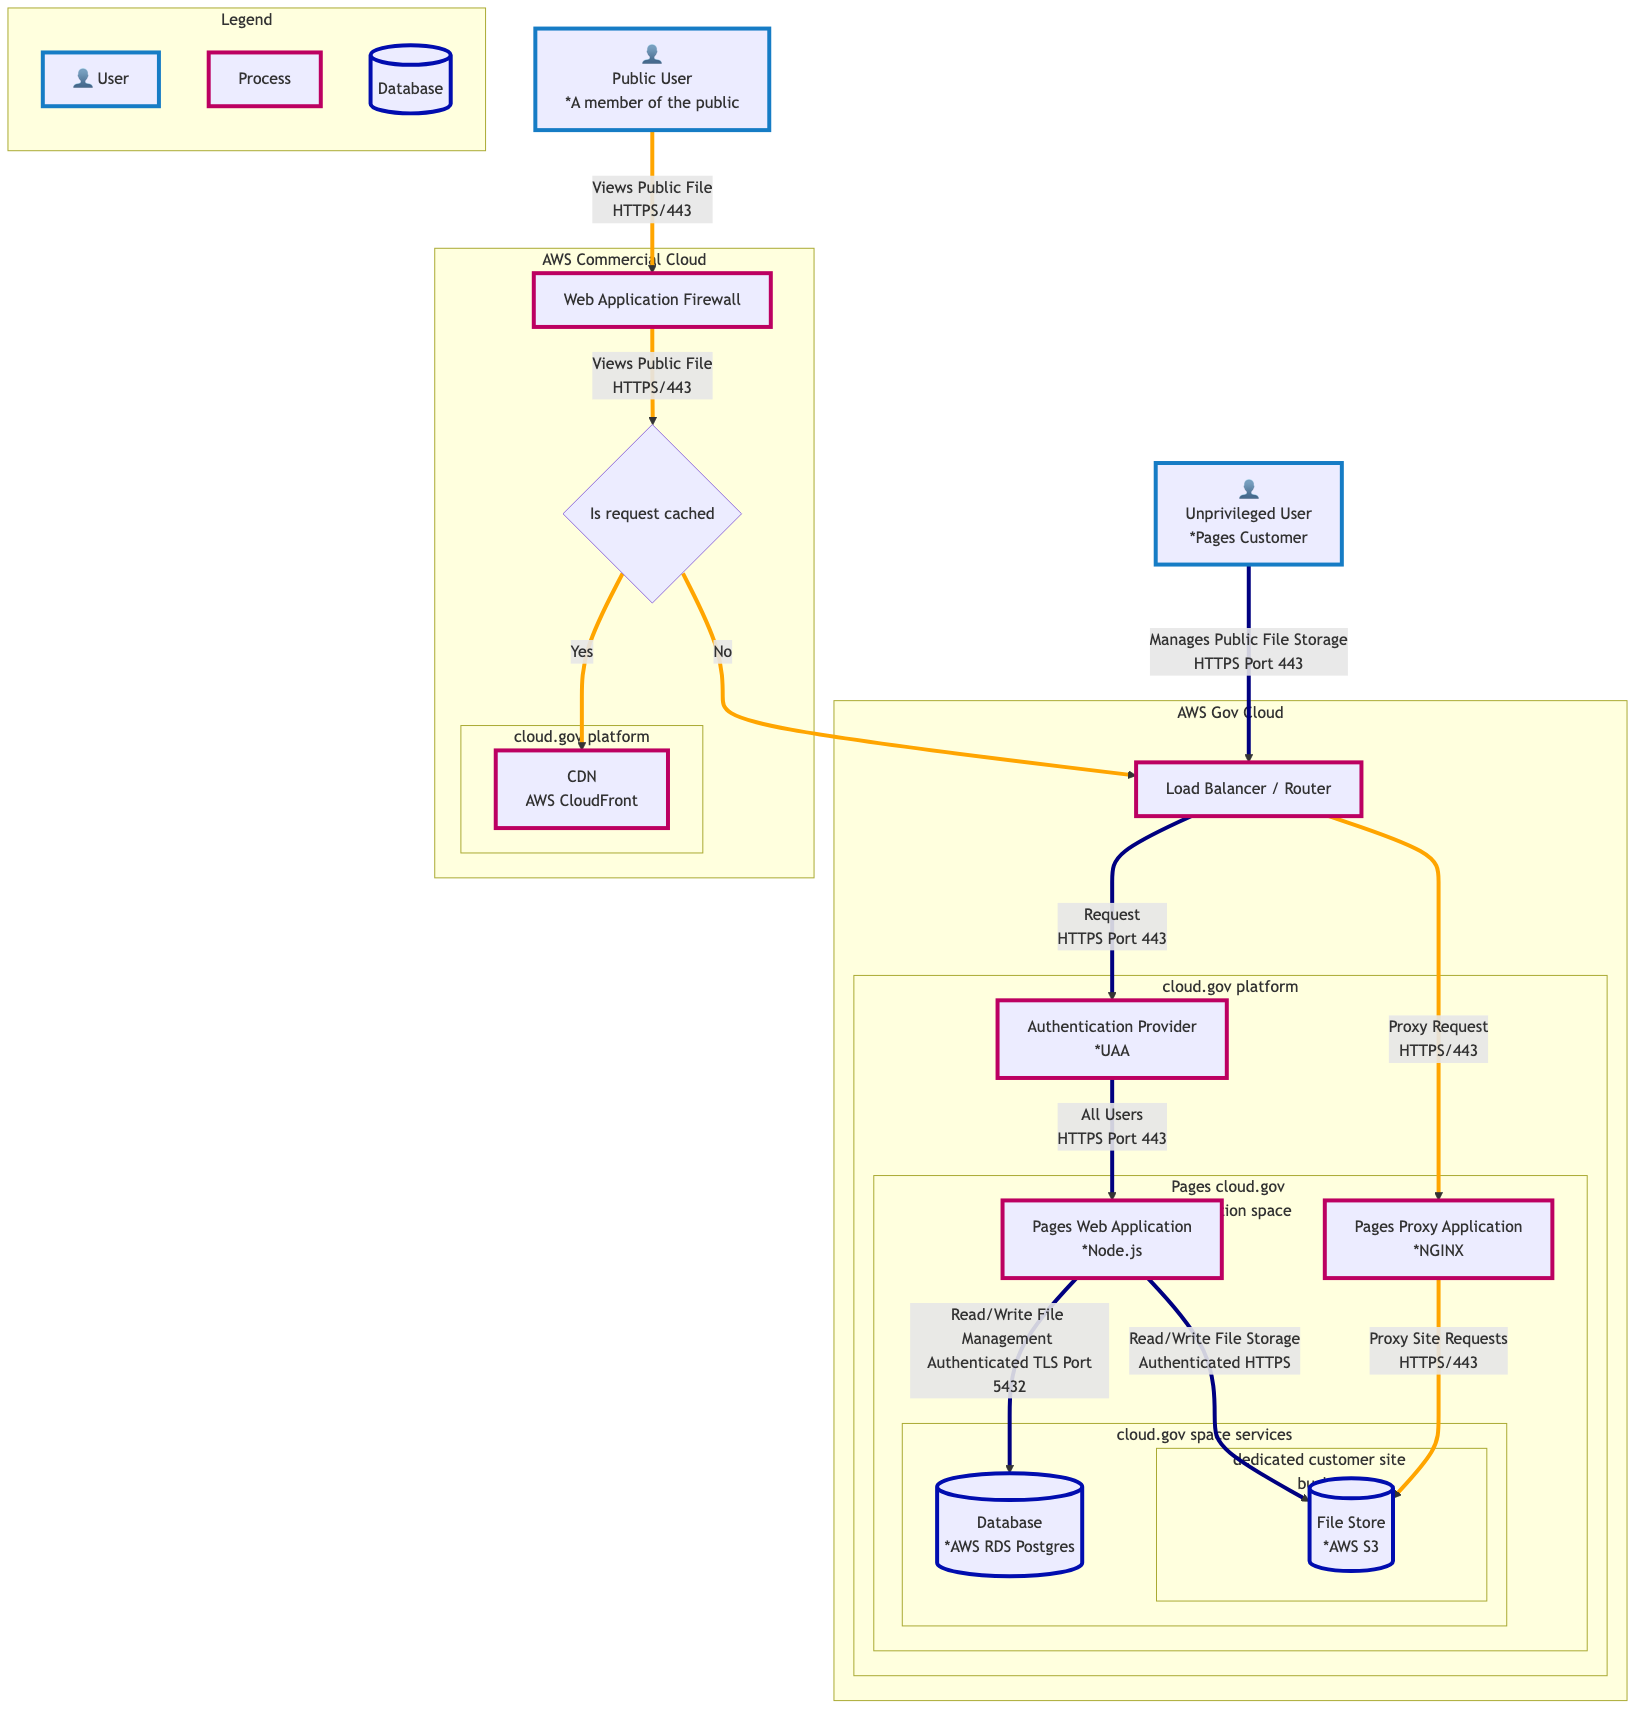 Legend
User
Process
Database
Public User
*A member of the public
Views Public File
HTTPS/443
AWS Commercial Cloud
Web Application Firewall
Views Public File
HTTPS/443
Is request cached
Yes
No
cloud.gov platform
CDN
AWS CloudFront
Unprivileged User
*Pages Customer
Manages Public File Storage
HTTPS Port 443
AWS Gov Cloud
Load Balancer / Router
Request
HTTPS Port 443
cloud.gov platform
Authentication Provider
*UAA
Proxy Request
HTTPS/443
All Users
HTTPS Port 443
Pages cloud.gov
space
Pages Web Application
*Node.js
Pages Proxy Application
*NGINX
Read/Write File
Management
Authenticated TLS Port
5432
Read/Write File Storage
Authenticated HTTPS
Proxy Site Requests
HTTPS/443
cloud.gov space services
dedicated customer site
Database
*AWS RDS Postgres
File Store
*AWS S3